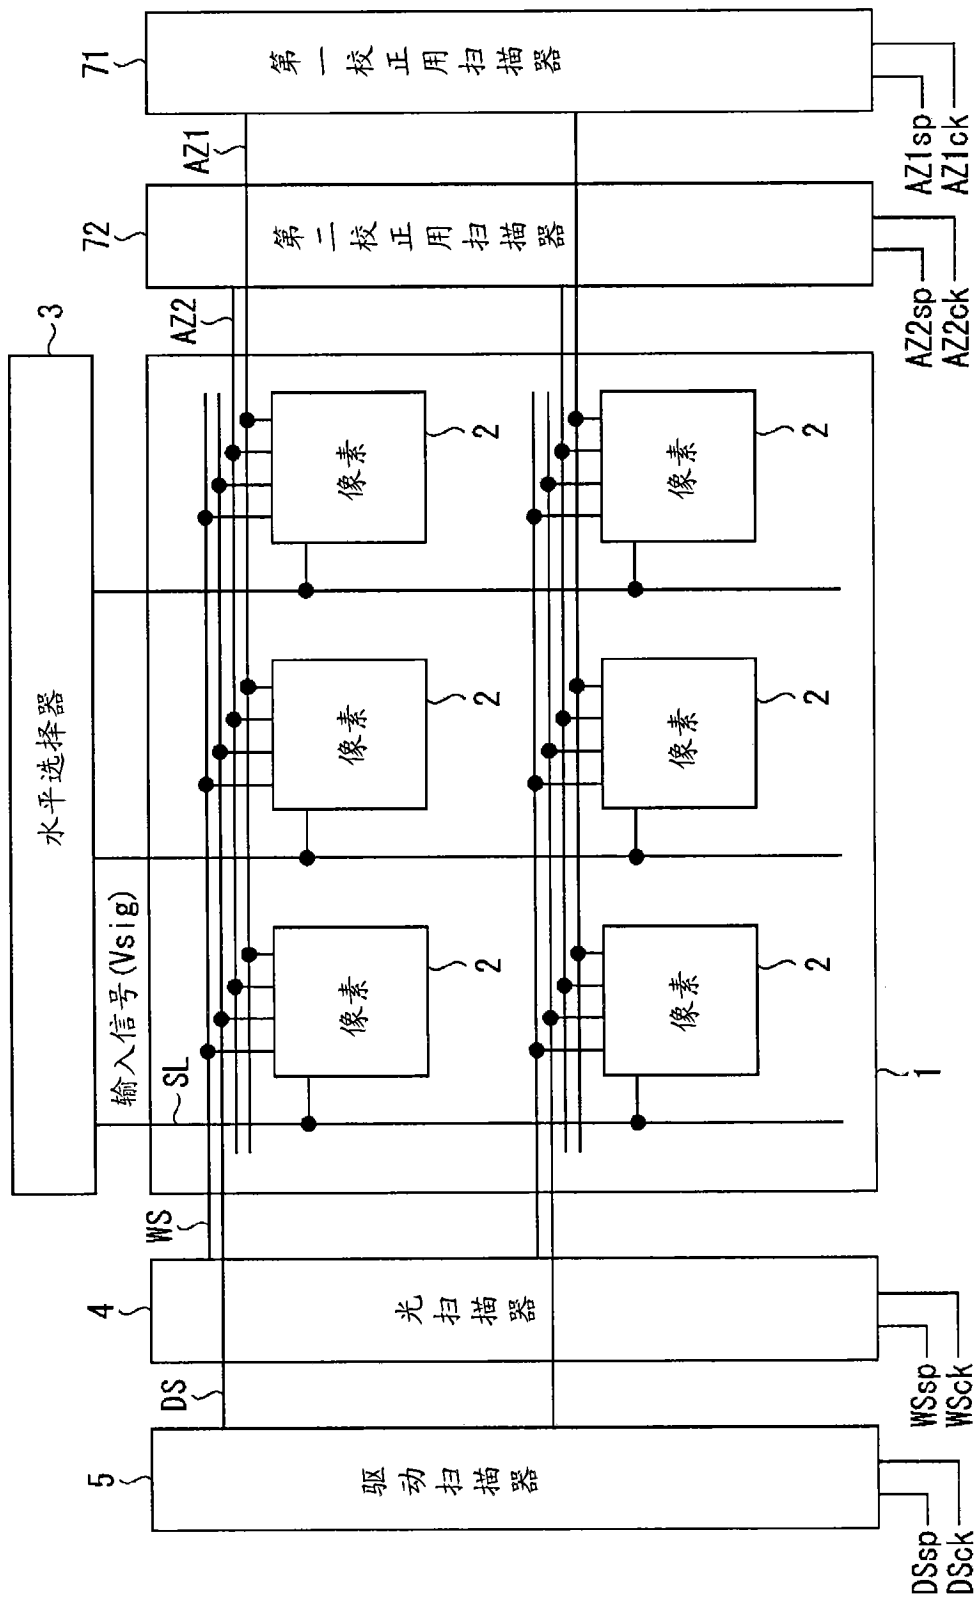 3
水平选择器
5
4
72
71
输入信号(Vsig)
DS
WS
SL
AZ2
AZ1
驱动扫描器
光扫描器
像素
像素
像素
第二校正用扫描器
第一校正用扫描器
2
2
2
像素
像素
像素
2
2
2
1
DSsp
DSck
WSsp
WSck
AZ2sp
AZ2ck
AZ1sp
AZ1ck